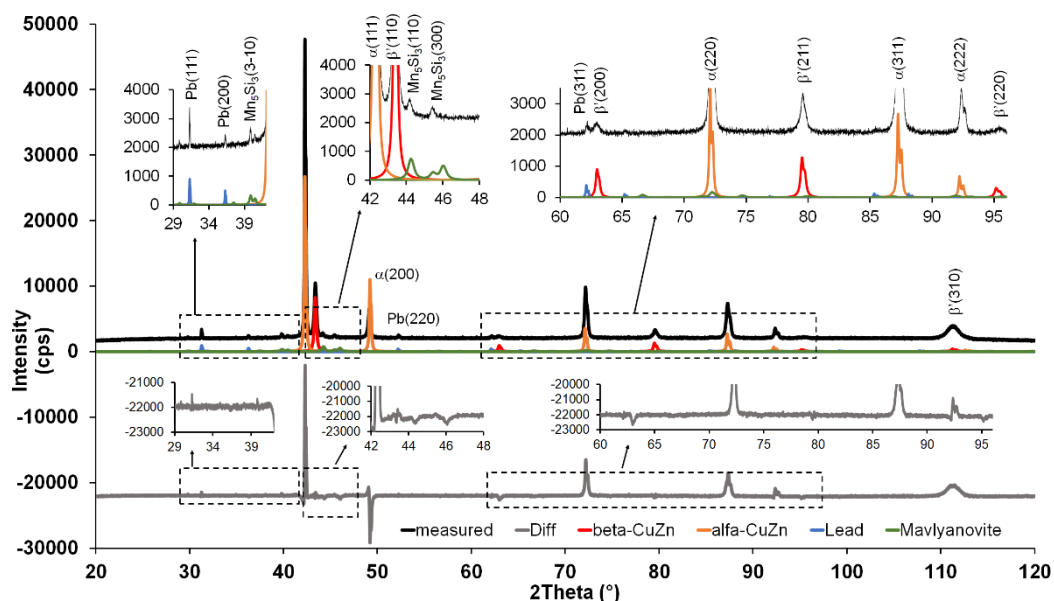 50000
40000
30000
20000
10000
0
-10000
-20000
-30000
Intensity
(cps)
20 30 40 50 60 70 80 90 100 110 120
2Theta (°)
Pb(111)
Pb(200)
Mn5Si3(3-10)
4000
3000
2000
1000
0
29 34 39
α(111)
β'(110)
Mn5Si3(110)
Mn5Si3(300)
4000
3000
2000
1000
0
42 44 46 48
Pb(311)
β'(200)
α(220)
β'(211)
α(311)
α(222)
β'(220)
3000
2000
1000
0
60 65 70 75 80 85 90 95
α(200)
Pb(220)
β'(310)
-21000
-22000
-23000
29 34 39
-20000
-21000
-22000
-23000
42 44 46 48
-20000
-21000
-22000
-23000
60 65 70 75 80 85 90 95
measured Diff beta-CuZn alfa-CuZn Lead Mavlyanovite